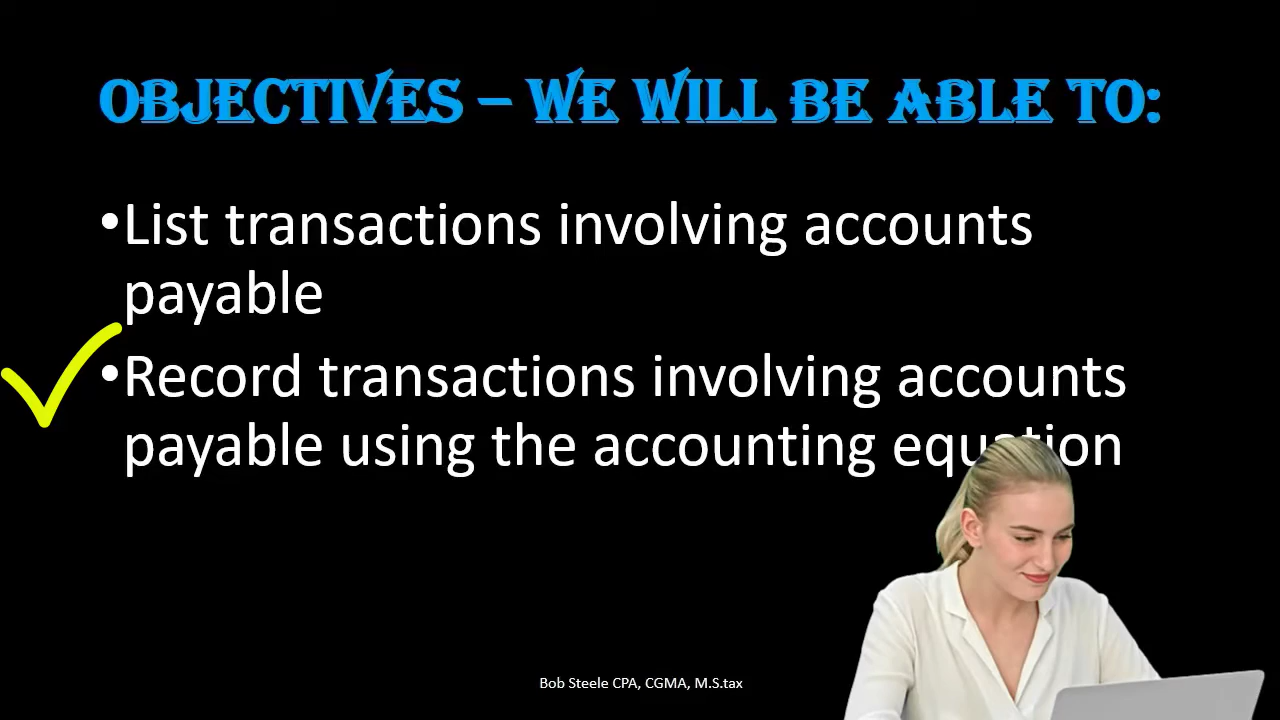 OBJECTIVES – WE WILL BE ABLE TO:
•List transactions involving accounts
payable
•Record transactions involving accounts
payable using the accounting equation
Bob Steele CPA, CGMA, M.S.tax